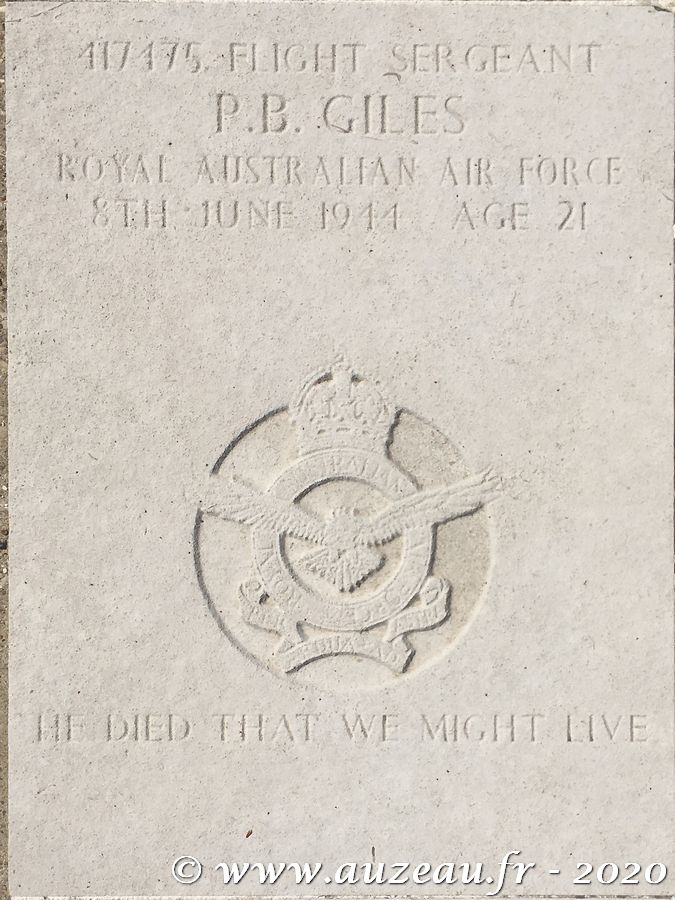 417475. FLIGHT SERGEANT
P.B. GILES
ROYAL AUSTRALIAN AIR FORCE
8TH JUNE 1944 AGE 21
HE DIED THAT WE MIGHT LIVE
© www.auzeau.fr - 2020